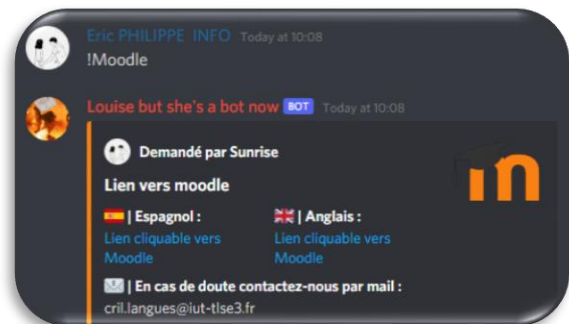 Eric PHILIPPE INFO Today at 10:08
!Moodle
Louise but she's a bot now BOT Today at 10:08
Demandé par Sunrise
Lien vers moodle
| Espagnol : | Anglais :
Lien cliquable vers Lien cliquable vers
Moodle Moodle
| En cas de doute contactez-nous par mail :
cril.langues@iut-tlse3.fr